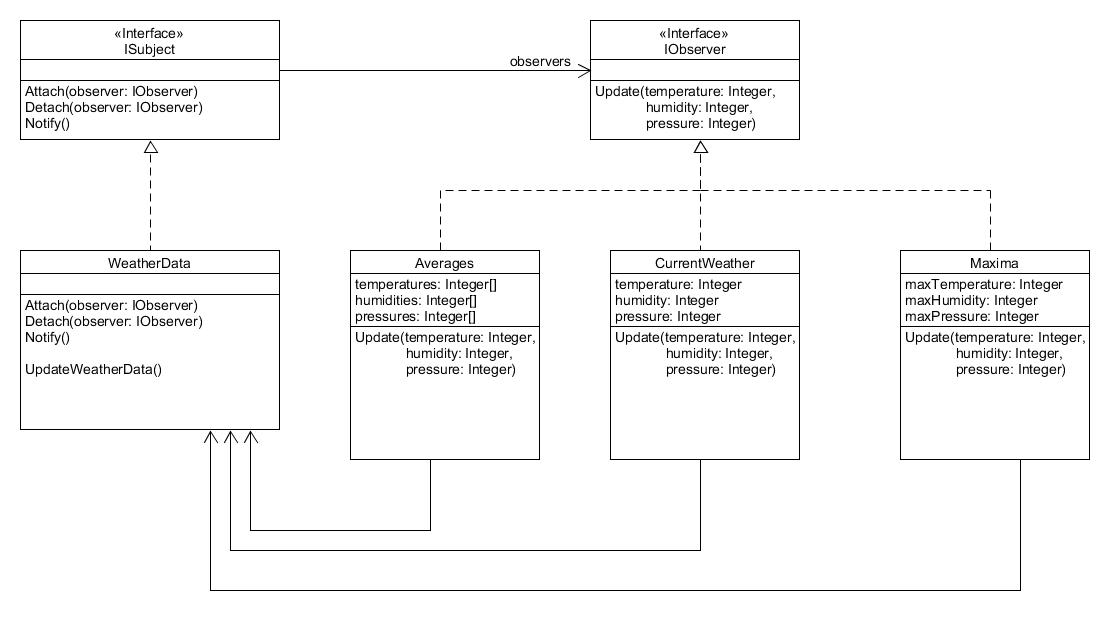 «Interface»
ISubject
Attach(observer: IObserver)
Detach(observer: IObserver)
Notify()
observers
«Interface»
IObserver
Update(temperature: Integer,
humidity: Integer,
pressure: Integer)
WeatherData
Attach(observer: IObserver)
Detach(observer: IObserver)
Notify()
UpdateWeatherData()
Averages
temperatures: Integer[]
humidities: Integer[]
pressures: Integer[]
Update(temperature: Integer,
humidity: Integer,
pressure: Integer)
CurrentWeather
temperature: Integer
humidity: Integer
pressure: Integer
Update(temperature: Integer,
humidity: Integer,
pressure: Integer)
Maxima
maxTemperature: Integer
maxHumidity: Integer
maxPressure: Integer
Update(temperature: Integer,
humidity: Integer,
pressure: Integer)